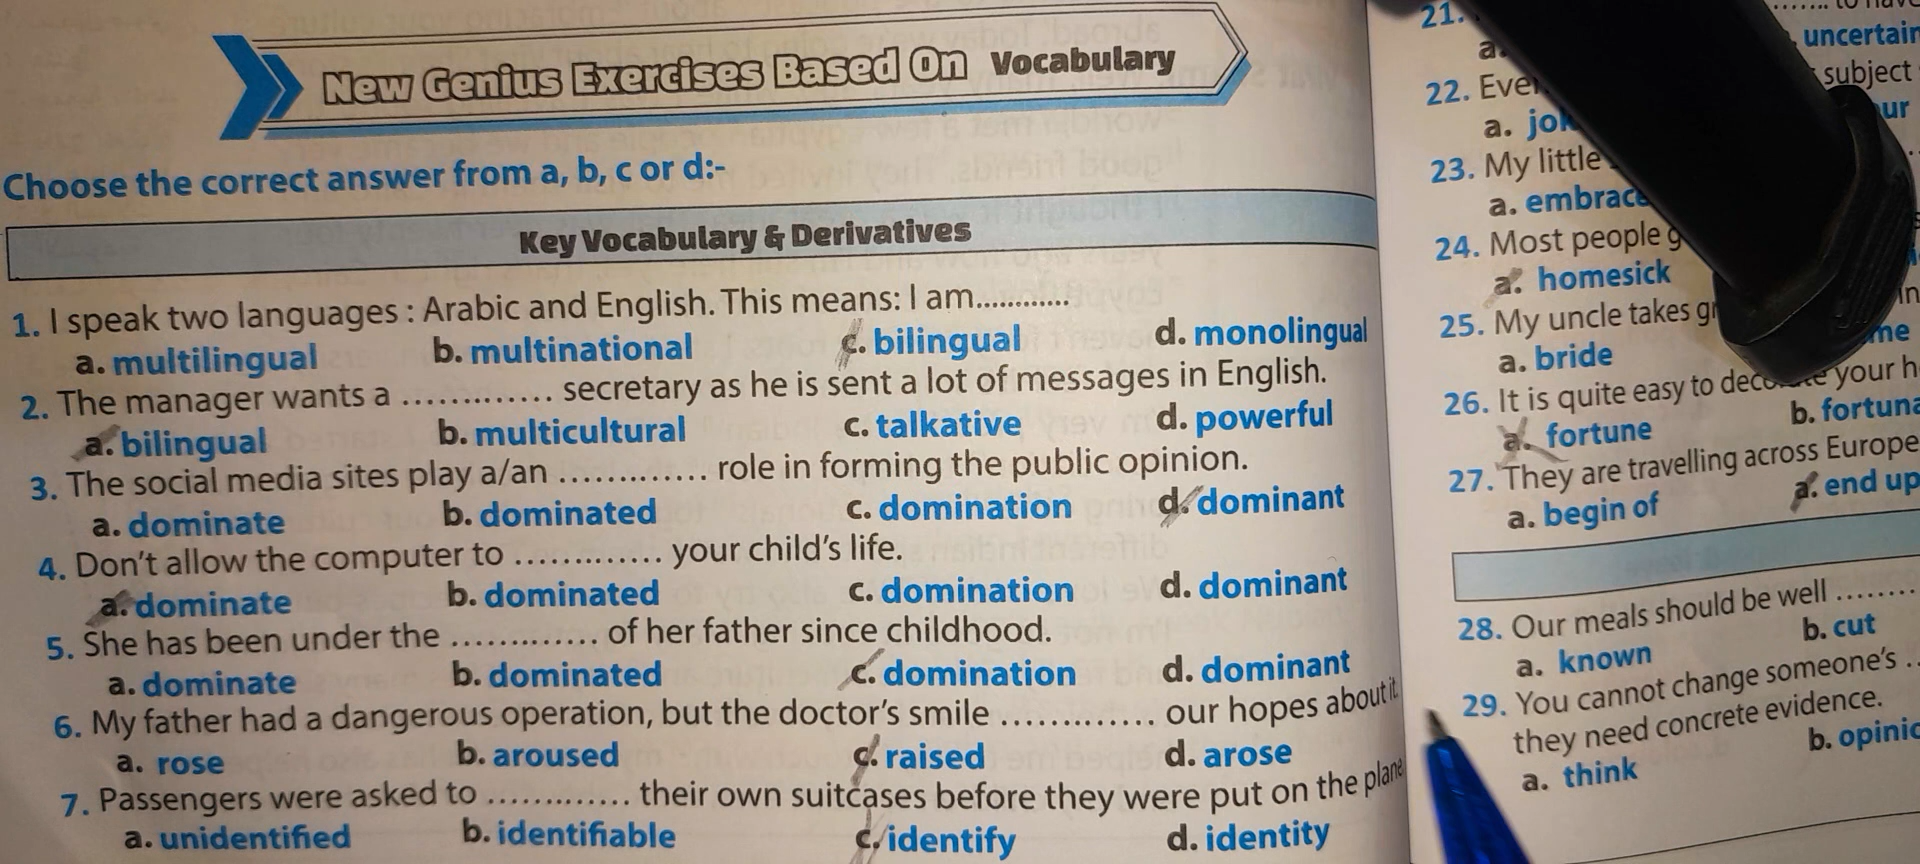 New Genius Exercises Based On Vocabulary
Choose the correct answer from a, b, c or d:-
Key Vocabulary & Derivatives
1. I speak two languages : Arabic and English. This means: I am............
a. multilingual b. multinational c. bilingual d. monolingual
2. The manager wants a ............. secretary as he is sent a lot of messages in English.
a. bilingual b. multicultural c. talkative d. powerful
3. The social media sites play a/an ............. role in forming the public opinion.
a. dominate b. dominated c. domination d. dominant
4. Don't allow the computer to ............. your child's life.
a. dominate b. dominated c. domination d. dominant
5. She has been under the ............. of her father since childhood.
a. dominate b. dominated c. domination d. dominant
6. My father had a dangerous operation, but the doctor's smile ............. our hopes about it.
a. rose b. aroused c. raised d. arose
7. Passengers were asked to ............. their own suitcases before they were put on the plane
a. unidentified b. identifiable c. identify d. identity
21.
a. uncertain
22. subject
a.
23. My little
a. embrace
24. Most people
a. homesick
25. My uncle takes
a. bride
26. It is quite easy to your
a. fortune b.
27. They are travelling across Europe
a. begin of a. end up
28. Our meals should be well ........
a. known b. cut
29. You cannot change someone's ..
they need concrete evidence.
a. think b.